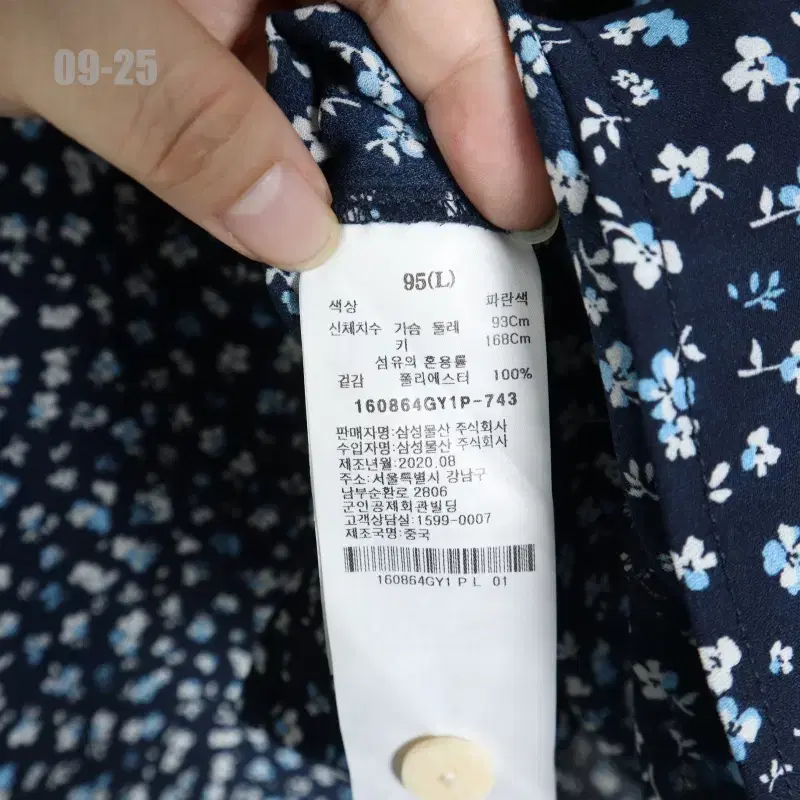 09-25
95(L)
색상 파란색
신체치수 가슴 둘레 93Cm
키 168Cm
섬유의 혼용률
겉감 폴리에스터 100%
160864GY1P-743
판매자명:삼성물산 주식회사
수입자명:삼성물산 주식회사
제조년월:2020.08
주소:서울특별시 강남구
남부순환로 2806
군인공제회관빌딩
고객상담실:1599-0007
제조국명:중국
160864GY1 P L 01